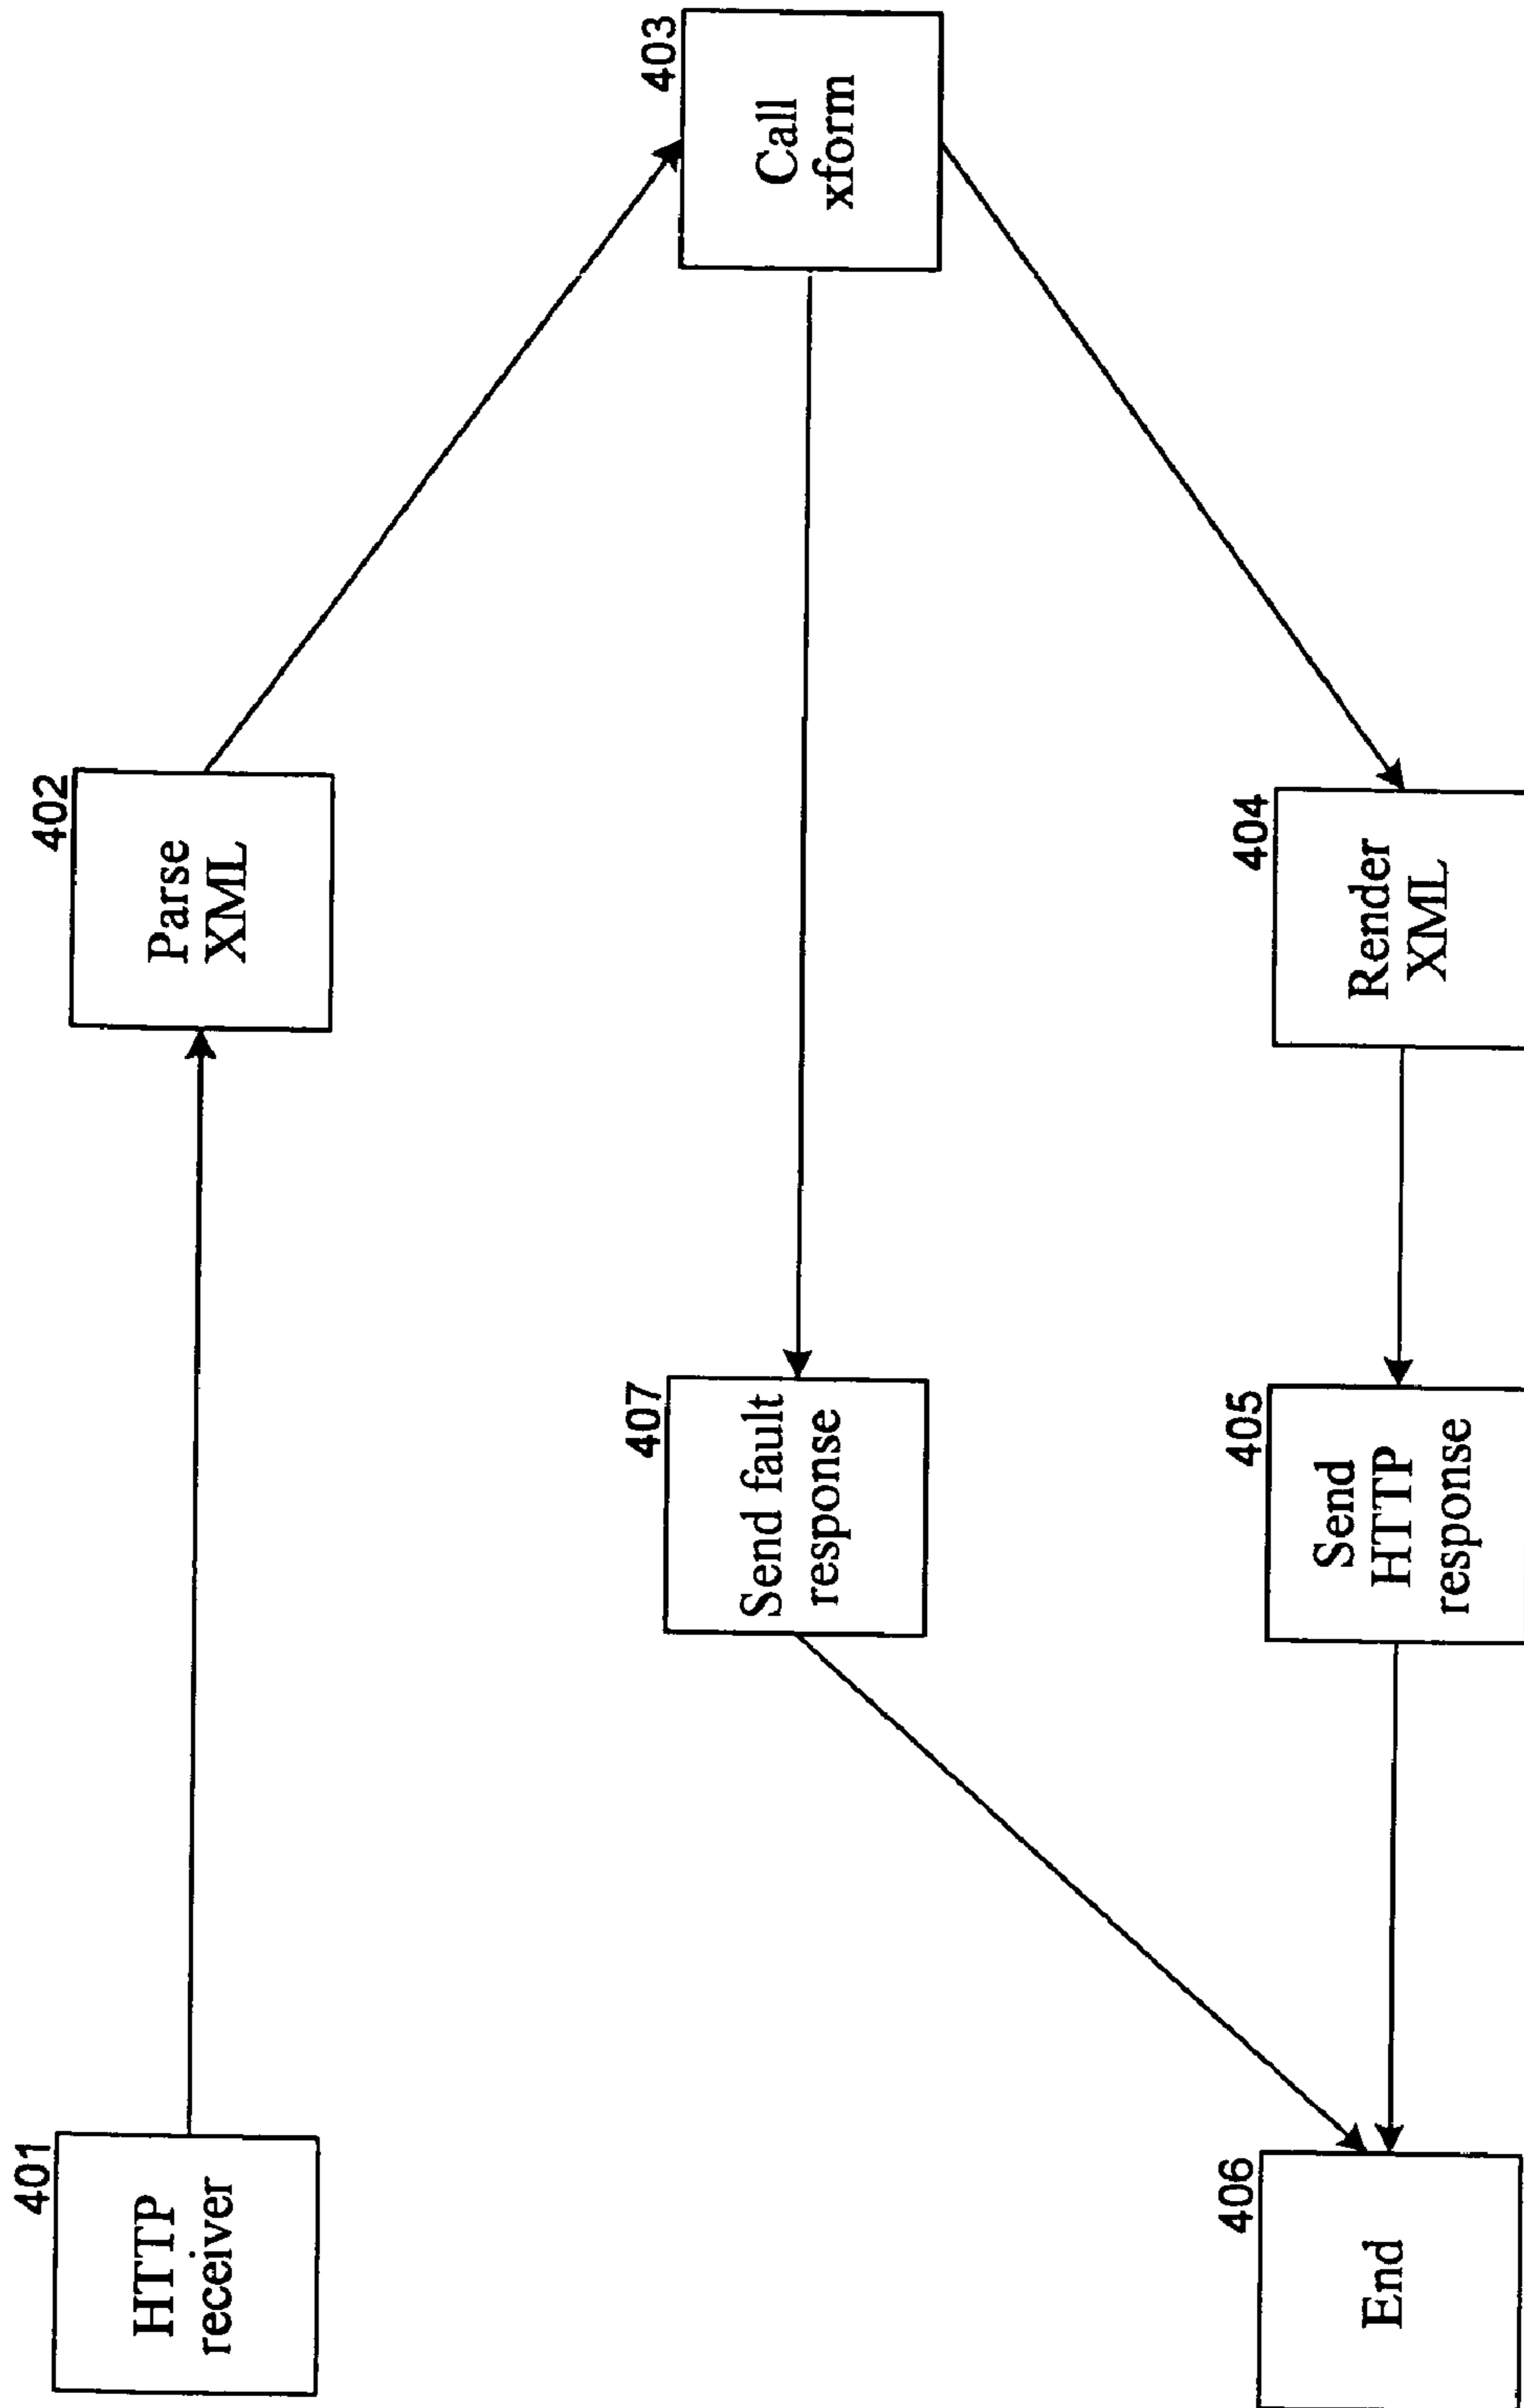 401
HTTP
receiver
402
Parse
XML
403
Call
xform
407
Send fault
response
406
End
405
Send
HTTP
response
404
Render
XML